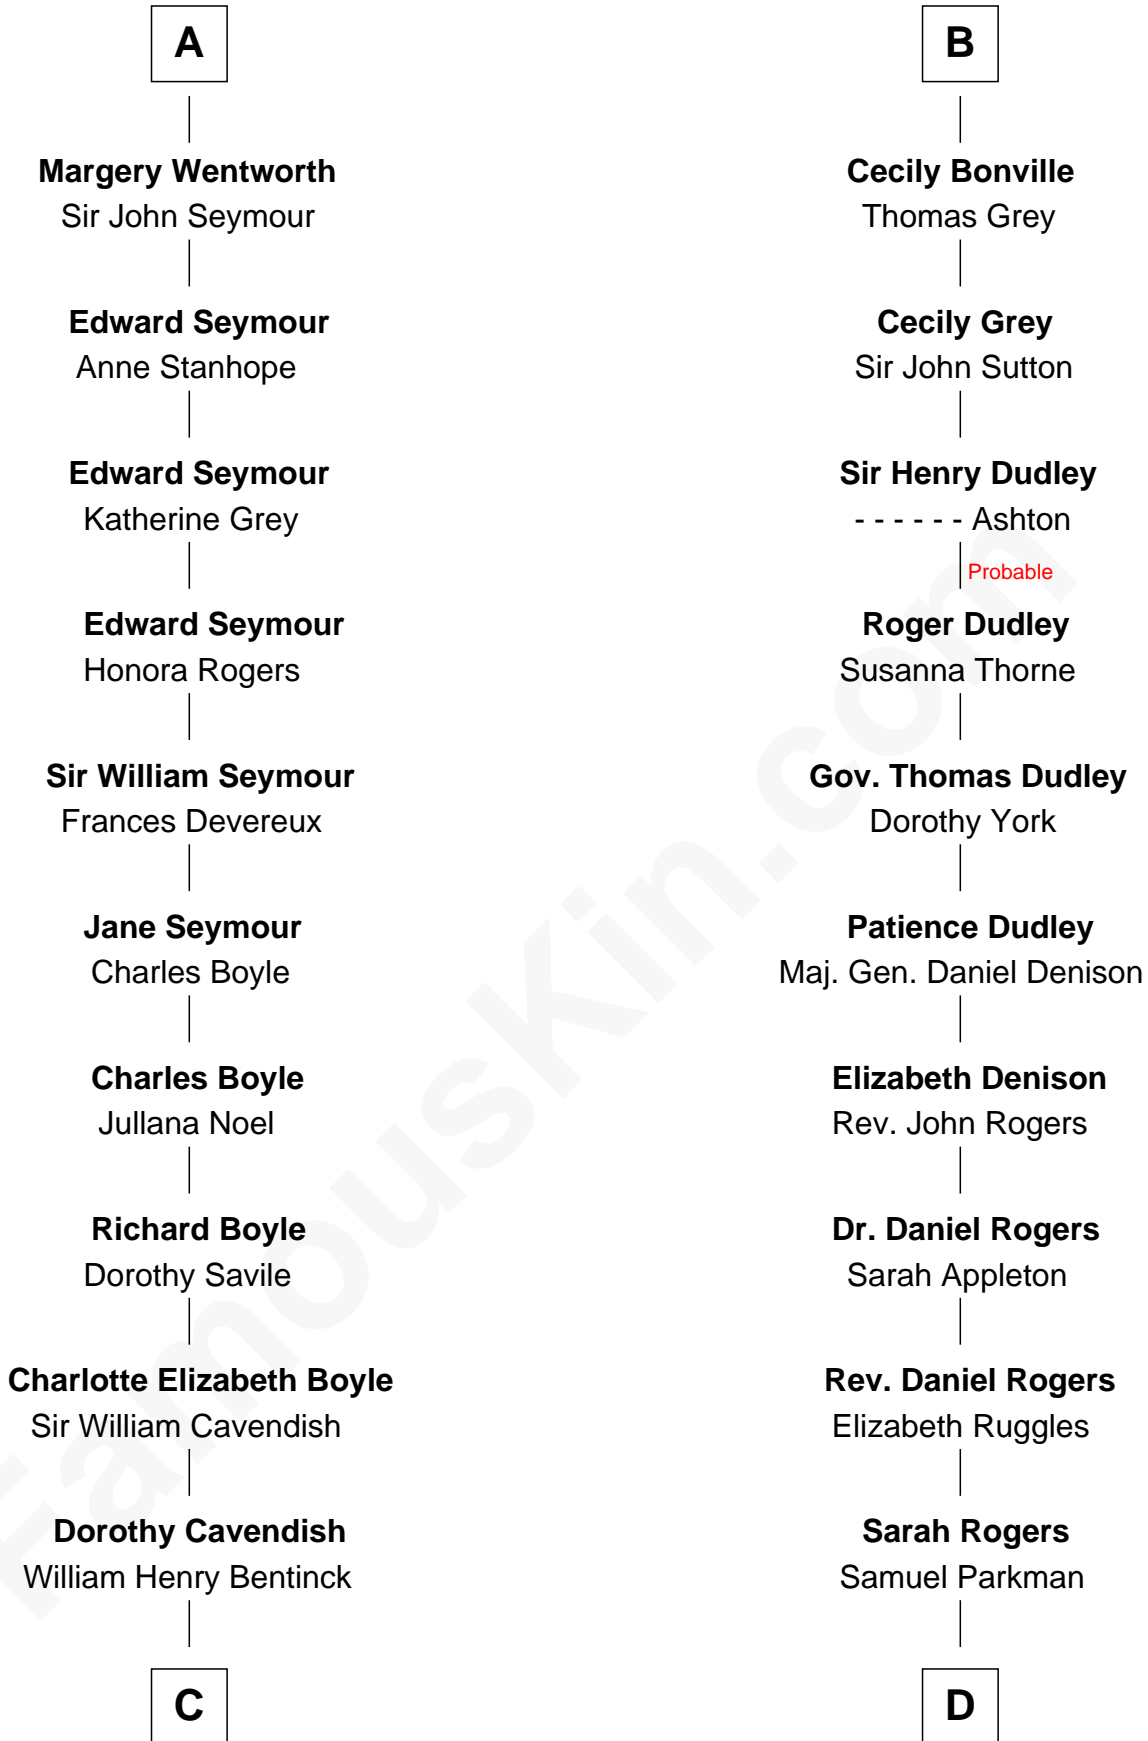 A
Margery Wentworth
Sir John Seymour
Edward Seymour
Anne Stanhope
Edward Seymour
Katherine Grey
Edward Seymour
Honora Rogers
Sir William Seymour
Frances Devereux
Jane Seymour
Charles Boyle
Charles Boyle
Jullana Noel
Richard Boyle
Dorothy Savile
Charlotte Elizabeth Boyle
Sir William Cavendish
Dorothy Cavendish
William Henry Bentinck
C
B
Cecily Bonville
Thomas Grey
Cecily Grey
Sir John Sutton
Sir Henry Dudley
- - - - - - Ashton
Probable
Roger Dudley
Susanna Thorne
Gov. Thomas Dudley
Dorothy York
Patience Dudley
Maj. Gen. Daniel Denison
Elizabeth Denison
Rev. John Rogers
Dr. Daniel Rogers
Sarah Appleton
Rev. Daniel Rogers
Elizabeth Ruggles
Sarah Rogers
Samuel Parkman
D
FamousKin.com